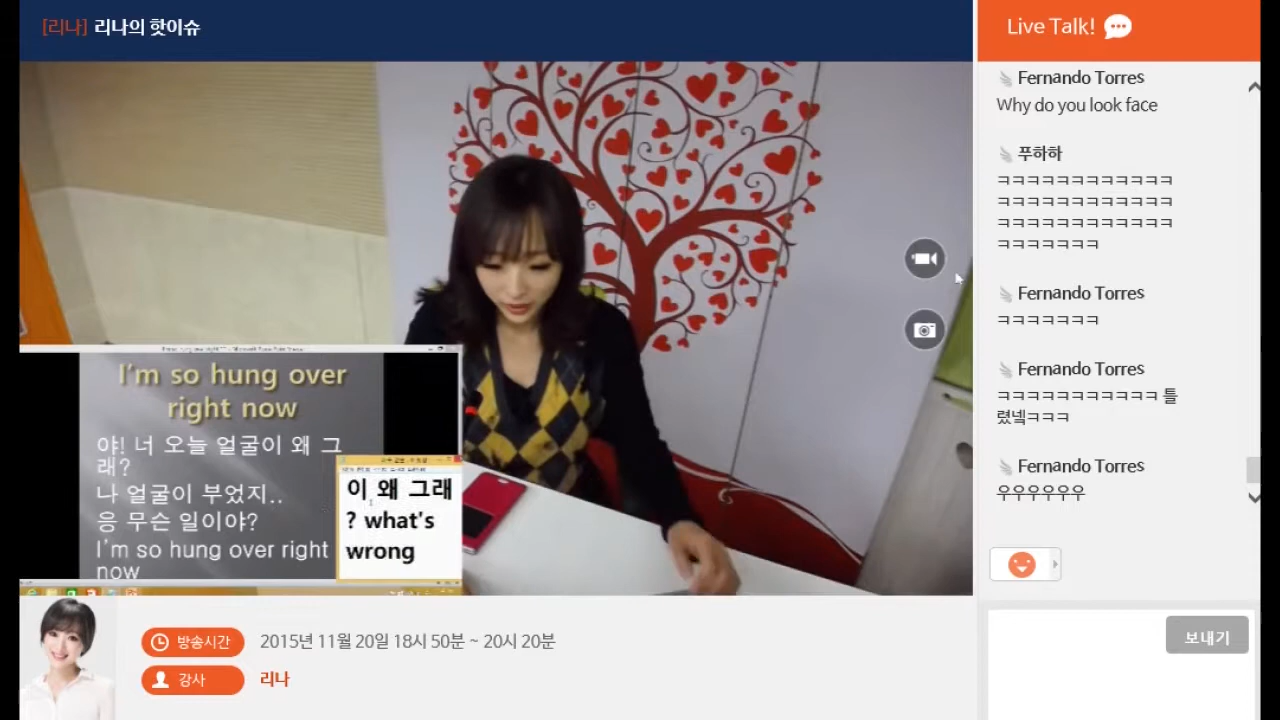 [리나] 리나의 핫이슈
Live Talk!
Fernando Torres
Why do you look face
푸하하
ㅋㅋㅋㅋㅋㅋㅋㅋㅋㅋㅋㅋ
ㅋㅋㅋㅋㅋㅋㅋㅋㅋㅋㅋㅋ
ㅋㅋㅋㅋㅋㅋㅋㅋㅋㅋㅋㅋ
ㅋㅋㅋㅋㅋㅋㅋ
Fernando Torres
ㅋㅋㅋㅋㅋㅋㅋ
Fernando Torres
ㅋㅋㅋㅋㅋㅋㅋㅋㅋㅋㅋ 틀
렸넼ㅋㅋㅋ
Fernando Torres
우우우우우우
I'm so hung over
right now
야! 너 오늘 얼굴이 왜 그
래?
나 얼굴이 부었지..
응 무슨 일이야?
I'm so hung over right
now
이 왜 그래
? what's
wrong
방송시간 2015년 11월 20일 18시 50분 ~ 20시 20분
강사 리나
보내기